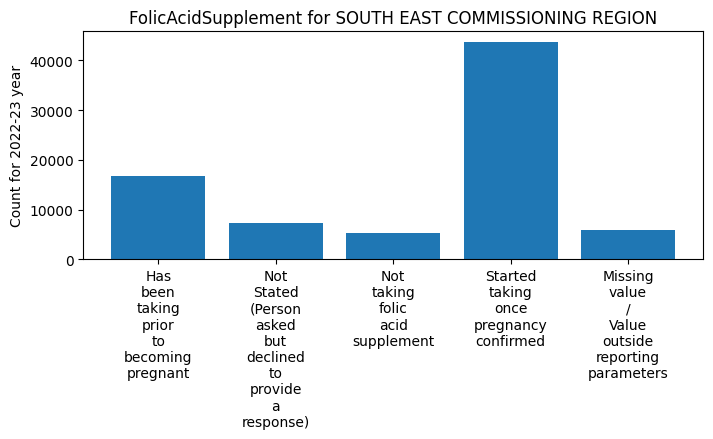 FolicAcidSupplement for SOUTH EAST COMMISSIONING REGION
Count for 2022-23 year
40000
30000
20000
10000
0
Has
been
taking
prior
to
becoming
pregnant
Not
Stated
(Person
asked
but
declined
to
provide
a
response)
Not
taking
folic
acid
supplement
Started
taking
once
pregnancy
confirmed
Missing
value
/
Value
outside
reporting
parameters